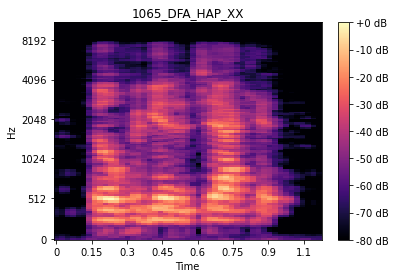 1065_DFA_HAP_XX
+0 dB
8192
-10 dB
4096
-20 dB
-30 dB
2048
Hz
-40 dB
1024
-50 dB
512
-60 dB
-70 dB
0
-80 dB
0 0.15 0.3 0.45 0.6 0.75 0.9 1.1
Time